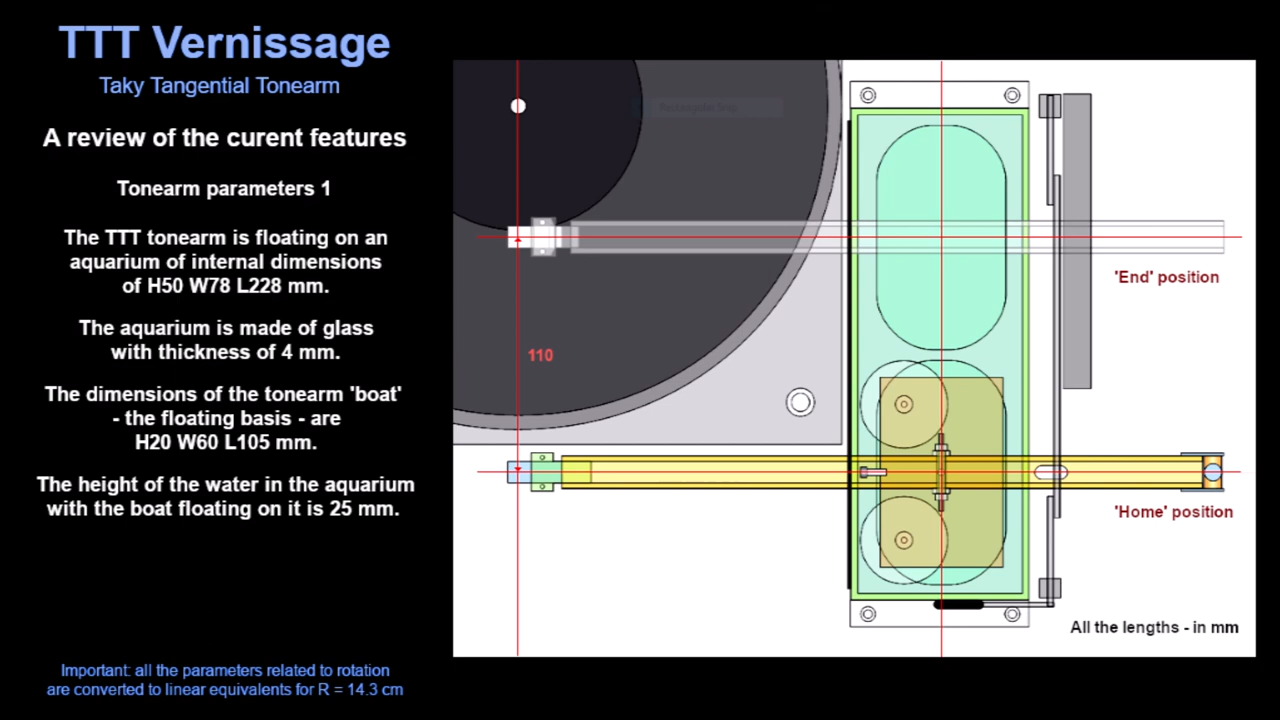 TTT Vernissage
Taky Tangential Tonearm
A review of the curent features
Tonearm parameters 1
The TTT tonearm is floating on an
aquarium of internal dimensions
of H50 W78 L228 mm.
The aquarium is made of glass
with thickness of 4 mm.
The dimensions of the tonearm 'boat'
- the floating basis - are
H20 W60 L105 mm.
The height of the water in the aquarium
with the boat floating on it is 25 mm.
Important: all the parameters related to rotation
are converted to linear equivalents for R = 14.3 cm
'End' position
110
'Home' position
All the lengths - in mm